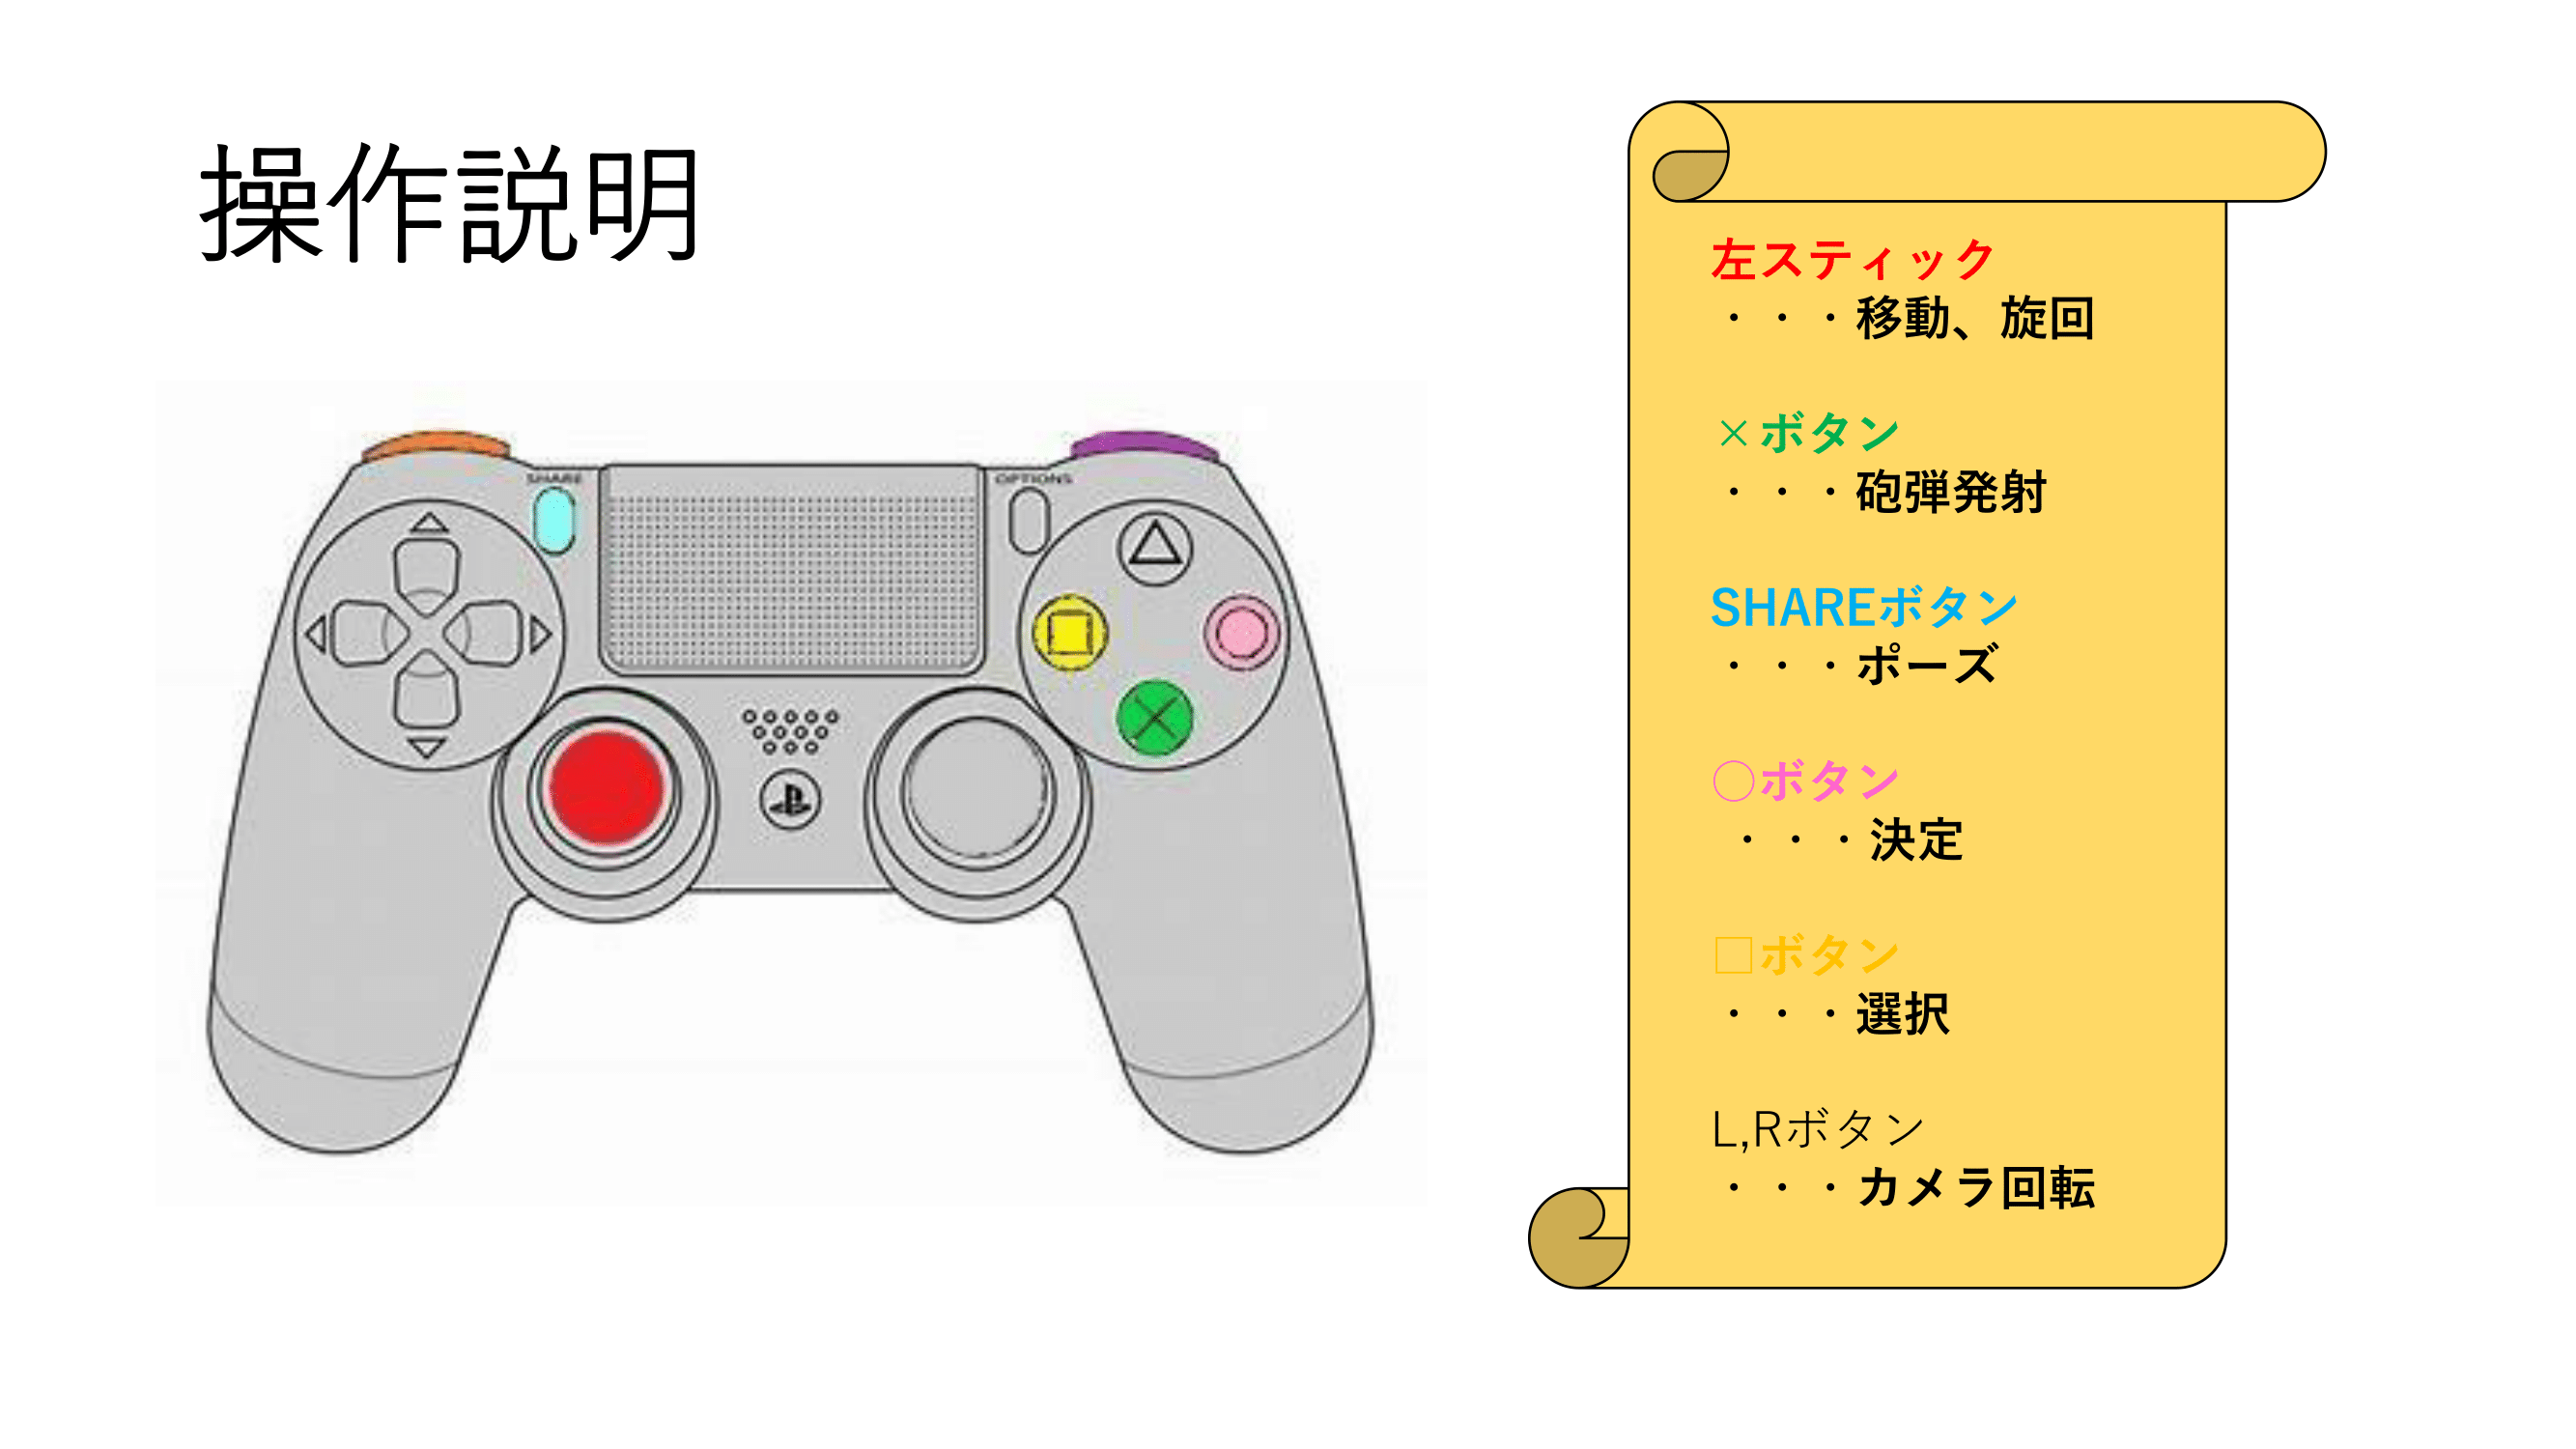 操作説明
SHARE
OPTIONS
左スティック
・・・移動、旋回
×ボタン
・・・砲弾発射
SHAREボタン
・・・ポーズ
○ボタン
・・・決定
□ボタン
・・・選択
L,Rボタン
・・・カメラ回転